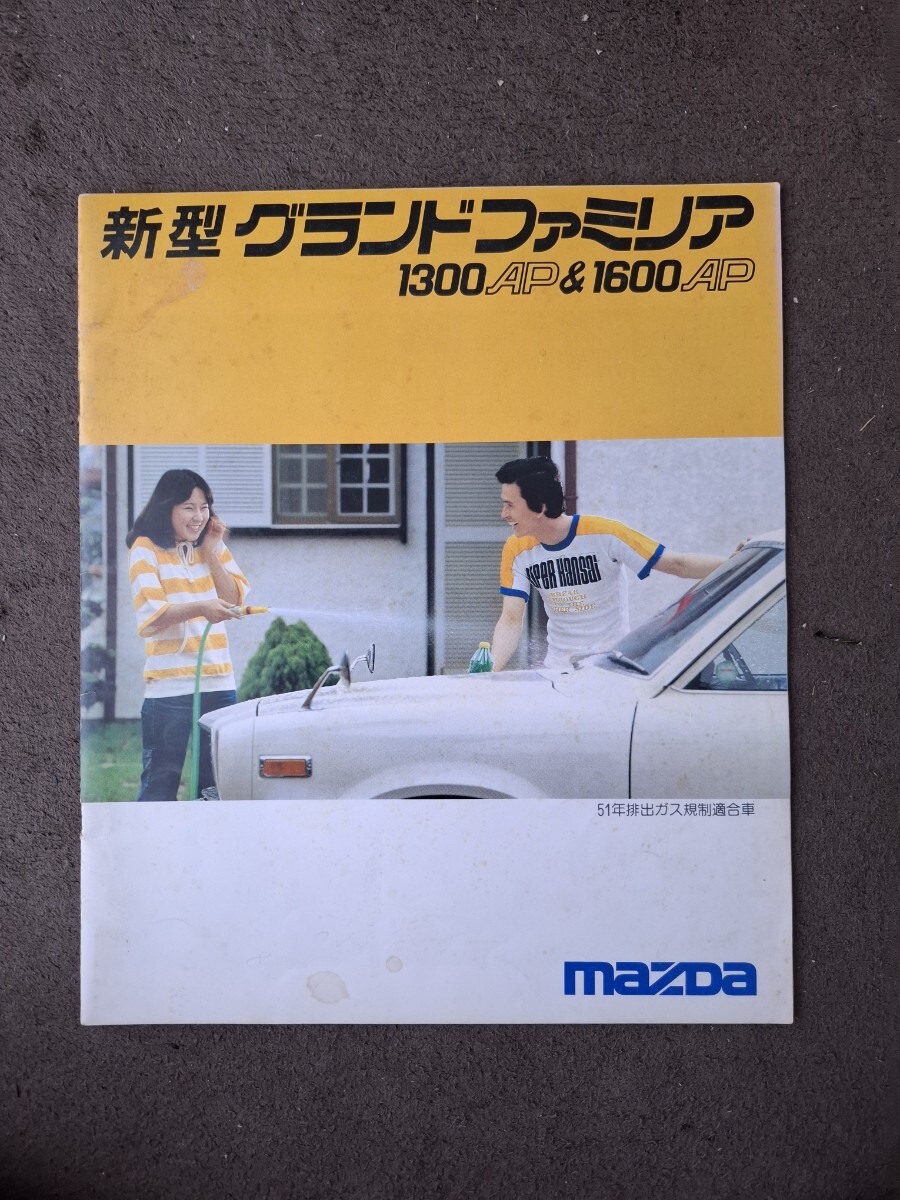 新型 グランドファミリア
1300AP&1600AP
SUPER Kansai
51年排出ガス規制適合車
mazda